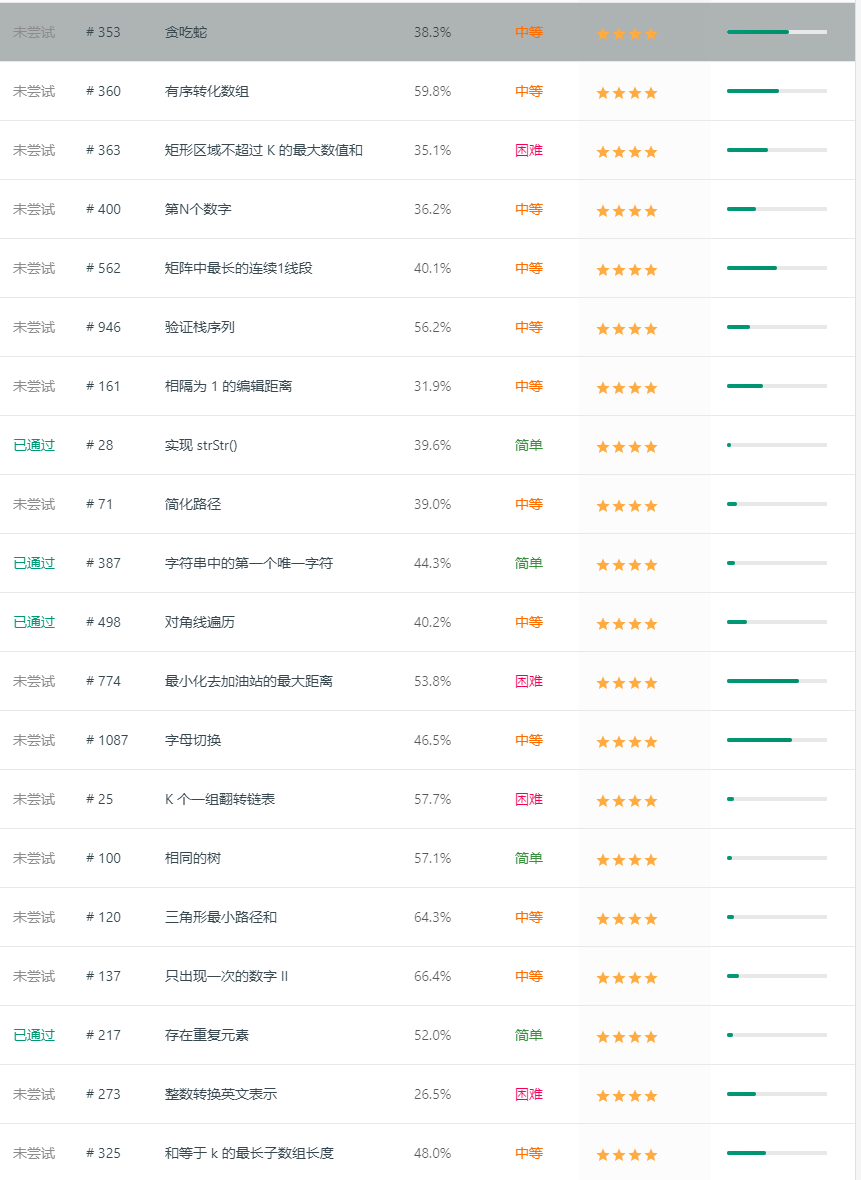 未尝试 # 353 贪吃蛇 38.3% 中等
未尝试 # 360 有序转化数组 59.8% 中等
未尝试 # 363 矩形区域不超过 K 的最大数值和 35.1% 困难
未尝试 # 400 第N个数字 36.2% 中等
未尝试 # 562 矩阵中最长的连续1线段 40.1% 中等
未尝试 # 946 验证栈序列 56.2% 中等
未尝试 # 161 相隔为 1 的编辑距离 31.9% 中等
已通过 # 28 实现 strStr() 39.6% 简单
未尝试 # 71 简化路径 39.0% 中等
已通过 # 387 字符串中的第一个唯一字符 44.3% 简单
已通过 # 498 对角线遍历 40.2% 中等
未尝试 # 774 最小化去加油站的最大距离 53.8% 困难
未尝试 # 1087 字母切换 46.5% 中等
未尝试 # 25 K 个一组翻转链表 57.7% 困难
未尝试 # 100 相同的树 57.1% 简单
未尝试 # 120 三角形最小路径和 64.3% 中等
未尝试 # 137 只出现一次的数字 II 66.4% 中等
已通过 # 217 存在重复元素 52.0% 简单
未尝试 # 273 整数转换英文表示 26.5% 困难
未尝试 # 325 和等于 k 的最长子数组长度 48.0% 中等